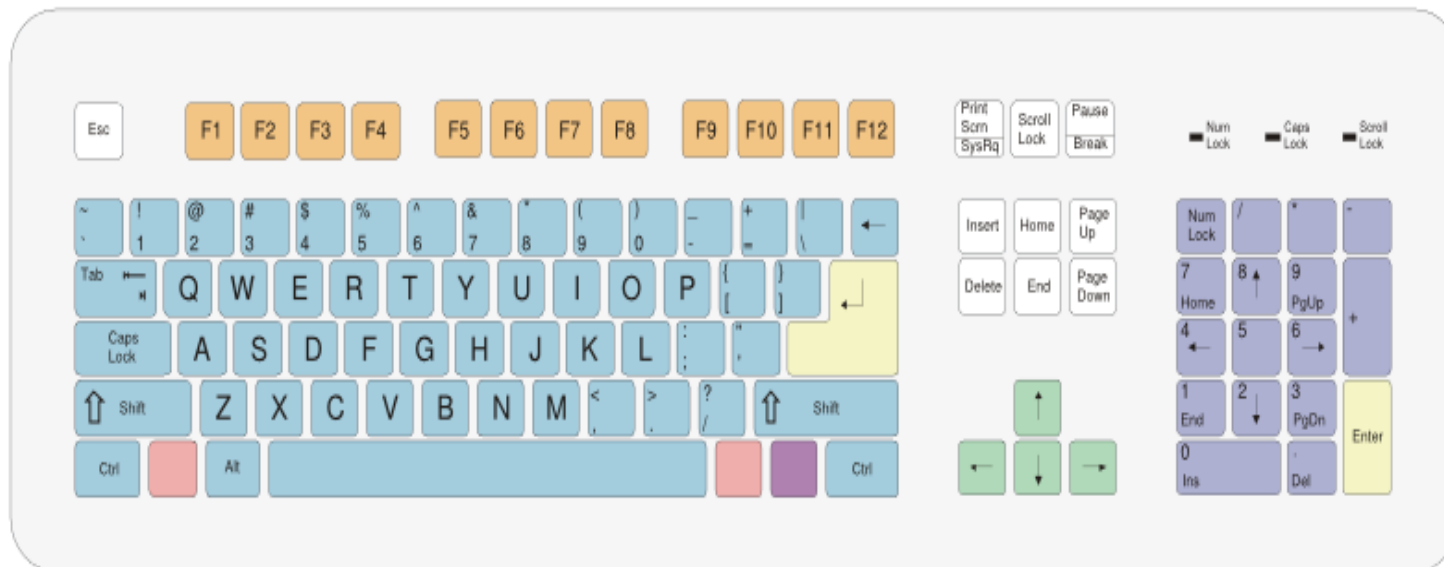 Esc F1 F2 F3 F4 F5 F6 F7 F8 F9 F10 F11 F12
Print
Scrn
SysRq
Scroll
Lock
Pause
Break
Num
Lock
Caps
Lock
Scroll
Lock
~ ! @ # $ % ^ & * ( ) _ + |
` 1 2 3 4 5 6 7 8 9 0 - = \ ←
Tab Q W E R T Y U I O P { }
[ ]
Caps
Lock
A S D F G H J K L : "
; '
⇧ Shift Z X C V B N M < > ? ⇧ Shift
, . /
Ctrl Alt Ctrl
Insert Home Page
Up
Delete End Page
Down
↑
← ↓ →
Num
Lock
/ * -
7 8 ↑ 9
Home PgUp
+
4 5 6
← →
1 2 3
End ↓ PgDn
Enter
0 .
Ins Del